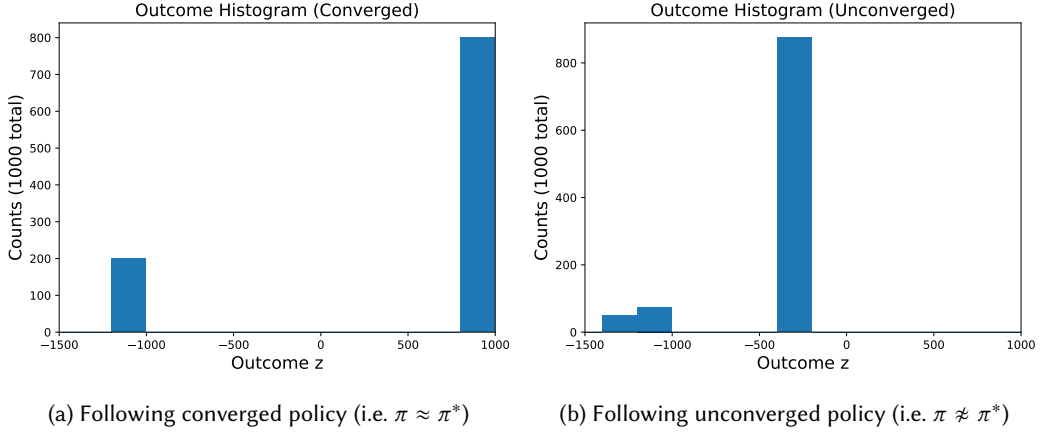 Outcome Histogram (Converged)
Counts (1000 total)
800
700
600
500
400
300
200
100
0
−1500 −1000 −500 0 500 1000
Outcome z
(a) Following converged policy (i.e. π ≈ π*)
Outcome Histogram (Unconverged)
Counts (1000 total)
800
600
400
200
0
−1500 −1000 −500 0 500 1000
Outcome z
(b) Following unconverged policy (i.e. π ≉ π*)